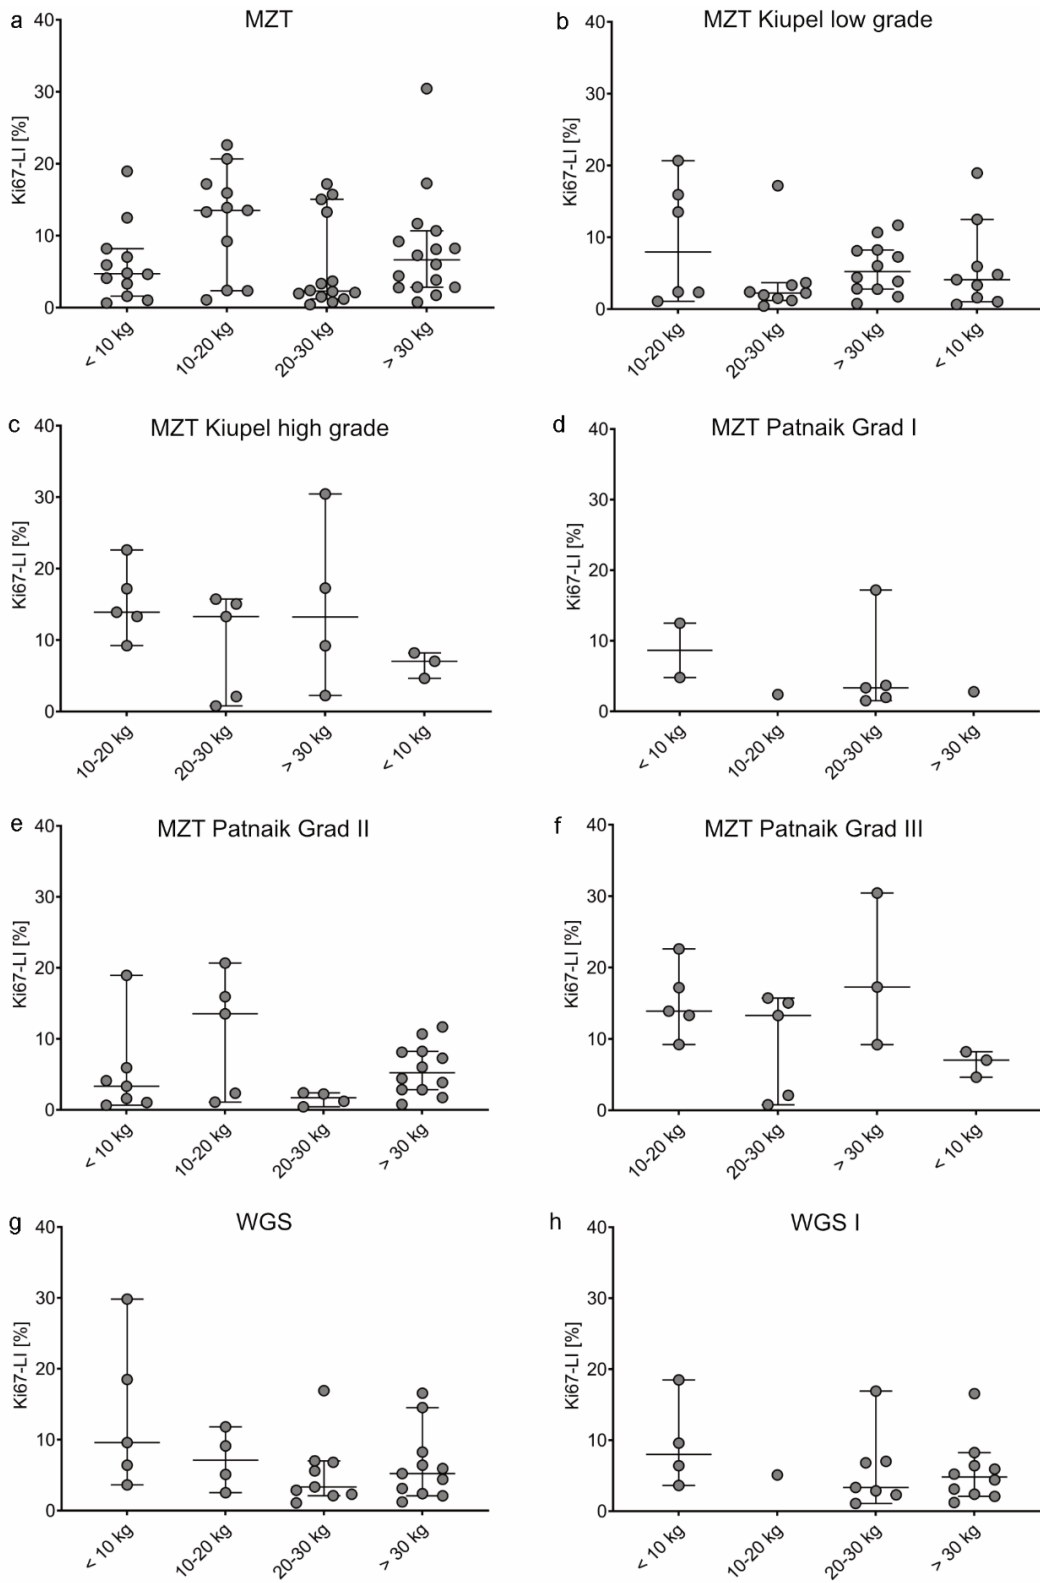 a
MZT
Ki67-LI [%]
40
30
20
10
0
< 10 kg
10-20 kg
20-30 kg
> 30 kg
b
MZT Kiupel low grade
Ki67-LI [%]
40
30
20
10
0
10-20 kg
20-30 kg
> 30 kg
< 10 kg
c
MZT Kiupel high grade
Ki67-LI [%]
40
30
20
10
0
10-20 kg
20-30 kg
> 30 kg
< 10 kg
d
MZT Patnaik Grad I
Ki67-LI [%]
40
30
20
10
0
< 10 kg
10-20 kg
20-30 kg
> 30 kg
e
MZT Patnaik Grad II
Ki67-LI [%]
40
30
20
10
0
< 10 kg
10-20 kg
20-30 kg
> 30 kg
f
MZT Patnaik Grad III
Ki67-LI [%]
40
30
20
10
0
10-20 kg
20-30 kg
> 30 kg
< 10 kg
g
WGS
Ki67-LI [%]
40
30
20
10
0
< 10 kg
10-20 kg
20-30 kg
> 30 kg
h
WGS I
Ki67-LI [%]
40
30
20
10
0
< 10 kg
10-20 kg
20-30 kg
> 30 kg